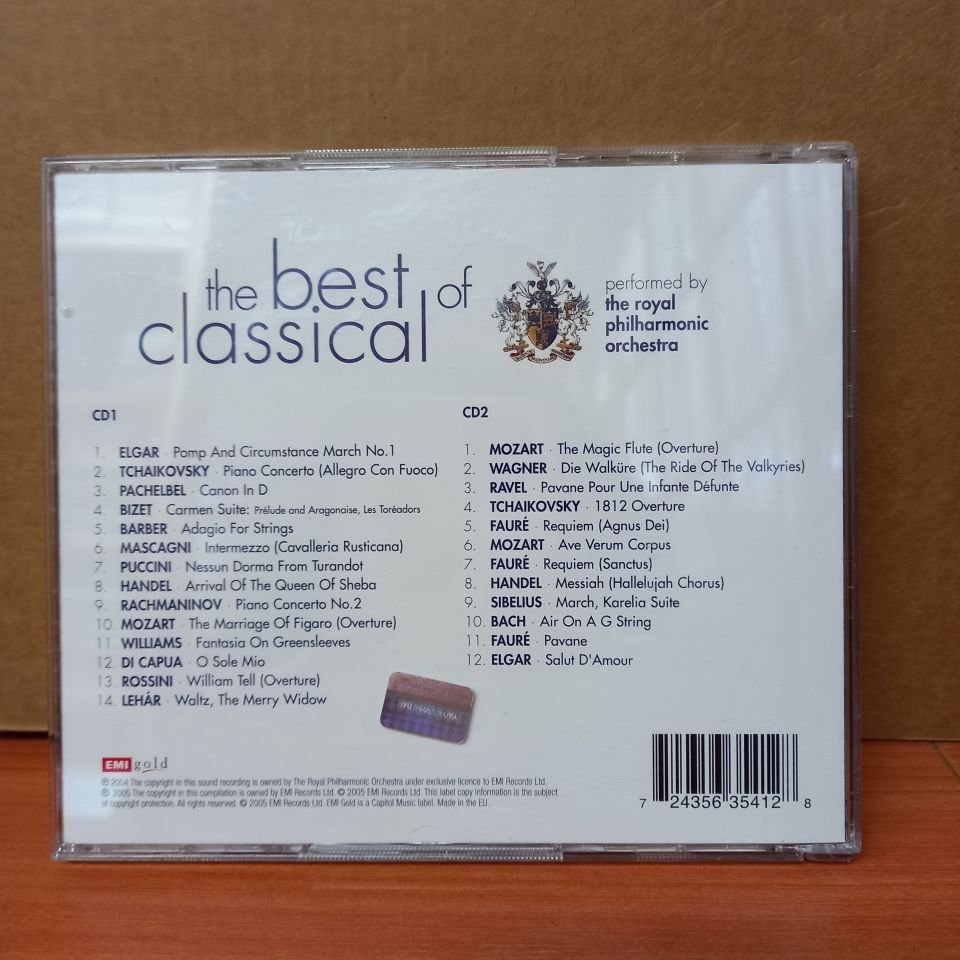 the best of
classical
performed by
the royal
philharmonic
orchestra
CD1
1. ELGAR · Pomp And Circumstance March No.1
2. TCHAIKOVSKY · Piano Concerto (Allegro Con Fuoco)
3. PACHELBEL · Canon In D
4. BIZET · Carmen Suite: Prélude and Aragonaise, Les Toréadors
5. BARBER · Adagio For Strings
6. MASCAGNI · Intermezzo (Cavalleria Rusticana)
7. PUCCINI · Nessun Dorma From Turandot
8. HANDEL · Arrival Of The Queen Of Sheba
9. RACHMANINOV · Piano Concerto No.2
10. MOZART · The Marriage Of Figaro (Overture)
11. WILLIAMS · Fantasia On Greensleeves
12. DI CAPUA · O Sole Mio
13. ROSSINI · William Tell (Overture)
14. LEHÁR · Waltz, The Merry Widow
CD2
1. MOZART · The Magic Flute (Overture)
2. WAGNER · Die Walküre (The Ride Of The Valkyries)
3. RAVEL · Pavane Pour Une Infante Défunte
4. TCHAIKOVSKY · 1812 Overture
5. FAURÉ · Requiem (Agnus Dei)
6. MOZART · Ave Verum Corpus
7. FAURÉ · Requiem (Sanctus)
8. HANDEL · Messiah (Hallelujah Chorus)
9. SIBELIUS · March, Karelia Suite
10. BACH · Air On A G String
11. FAURÉ · Pavane
12. ELGAR · Salut D'Amour
EMI gold
℗ 2004 The copyright in this sound recording is owned by The Royal Philharmonic Orchestra under exclusive licence to EMI Records Ltd.
℗ 2005 The copyright in this compilation is owned by EMI Records Ltd. © 2005 EMI Records Ltd. This label copy information is the subject
of copyright protection. All rights reserved. © 2005 EMI Records Ltd. EMI Gold is a Capitol Music label. Made in the EU.
7 24356 35412 8